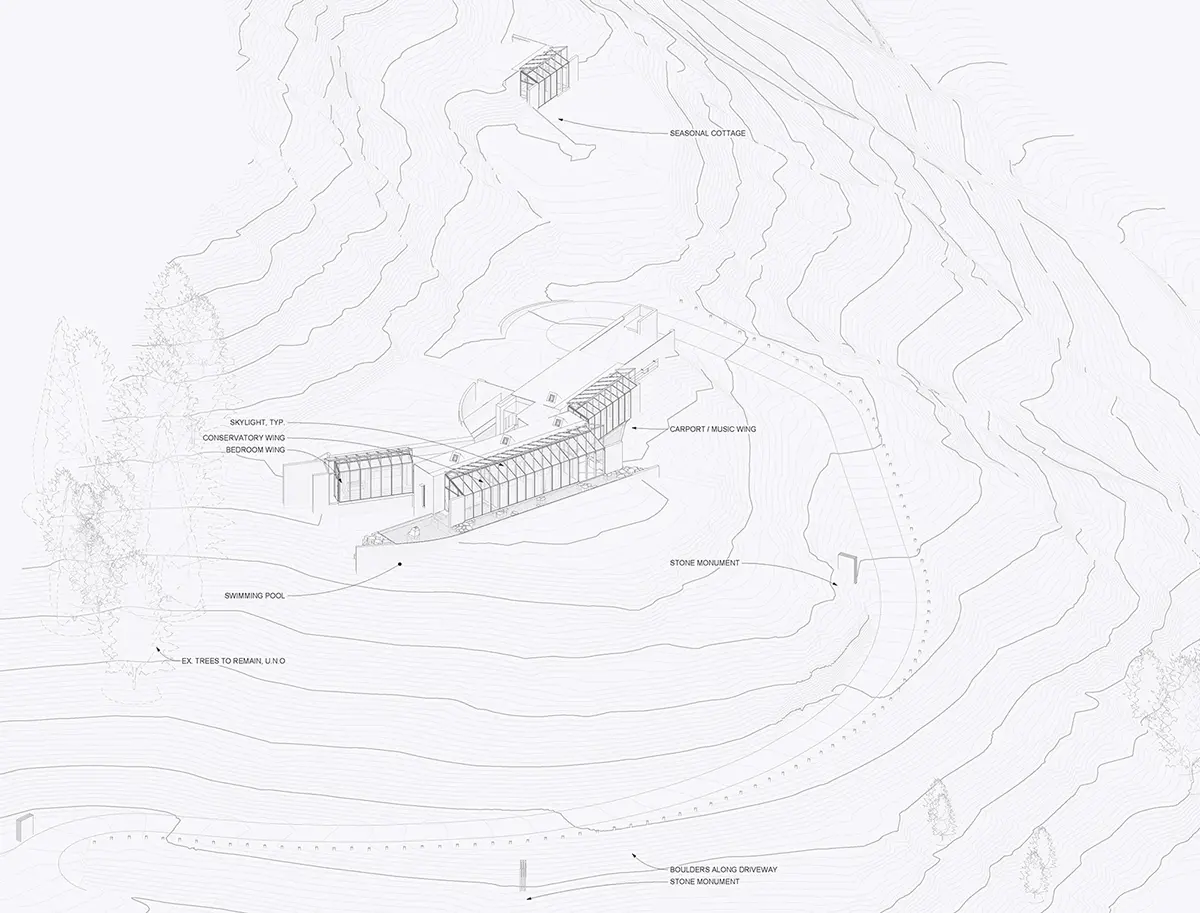 SEASONAL COTTAGE
SKYLIGHT, TYP.
CONSERVATORY WING
BEDROOM WING
CARPORT / MUSIC WING
STONE MONUMENT
SWIMMING POOL
EX. TREES TO REMAIN, U.N.O
BOULDERS ALONG DRIVEWAY
STONE MONUMENT